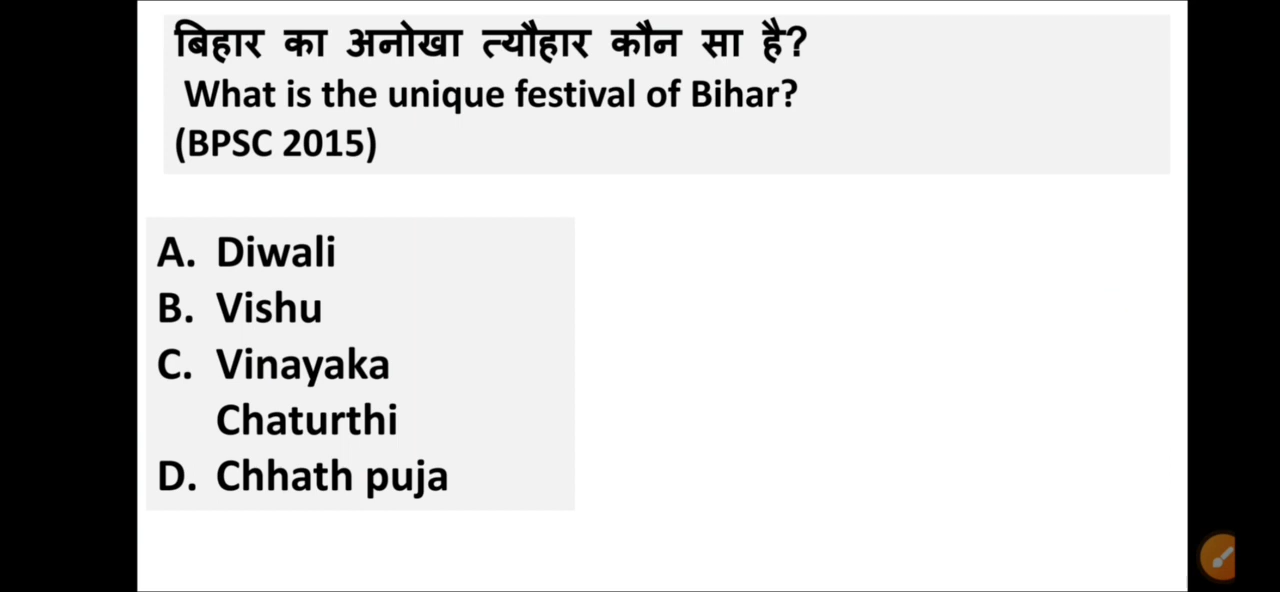 बिहार का अनोखा त्यौहार कौन सा है?
What is the unique festival of Bihar?
(BPSC 2015)
A. Diwali
B. Vishu
C. Vinayaka
Chaturthi
D. Chhath puja